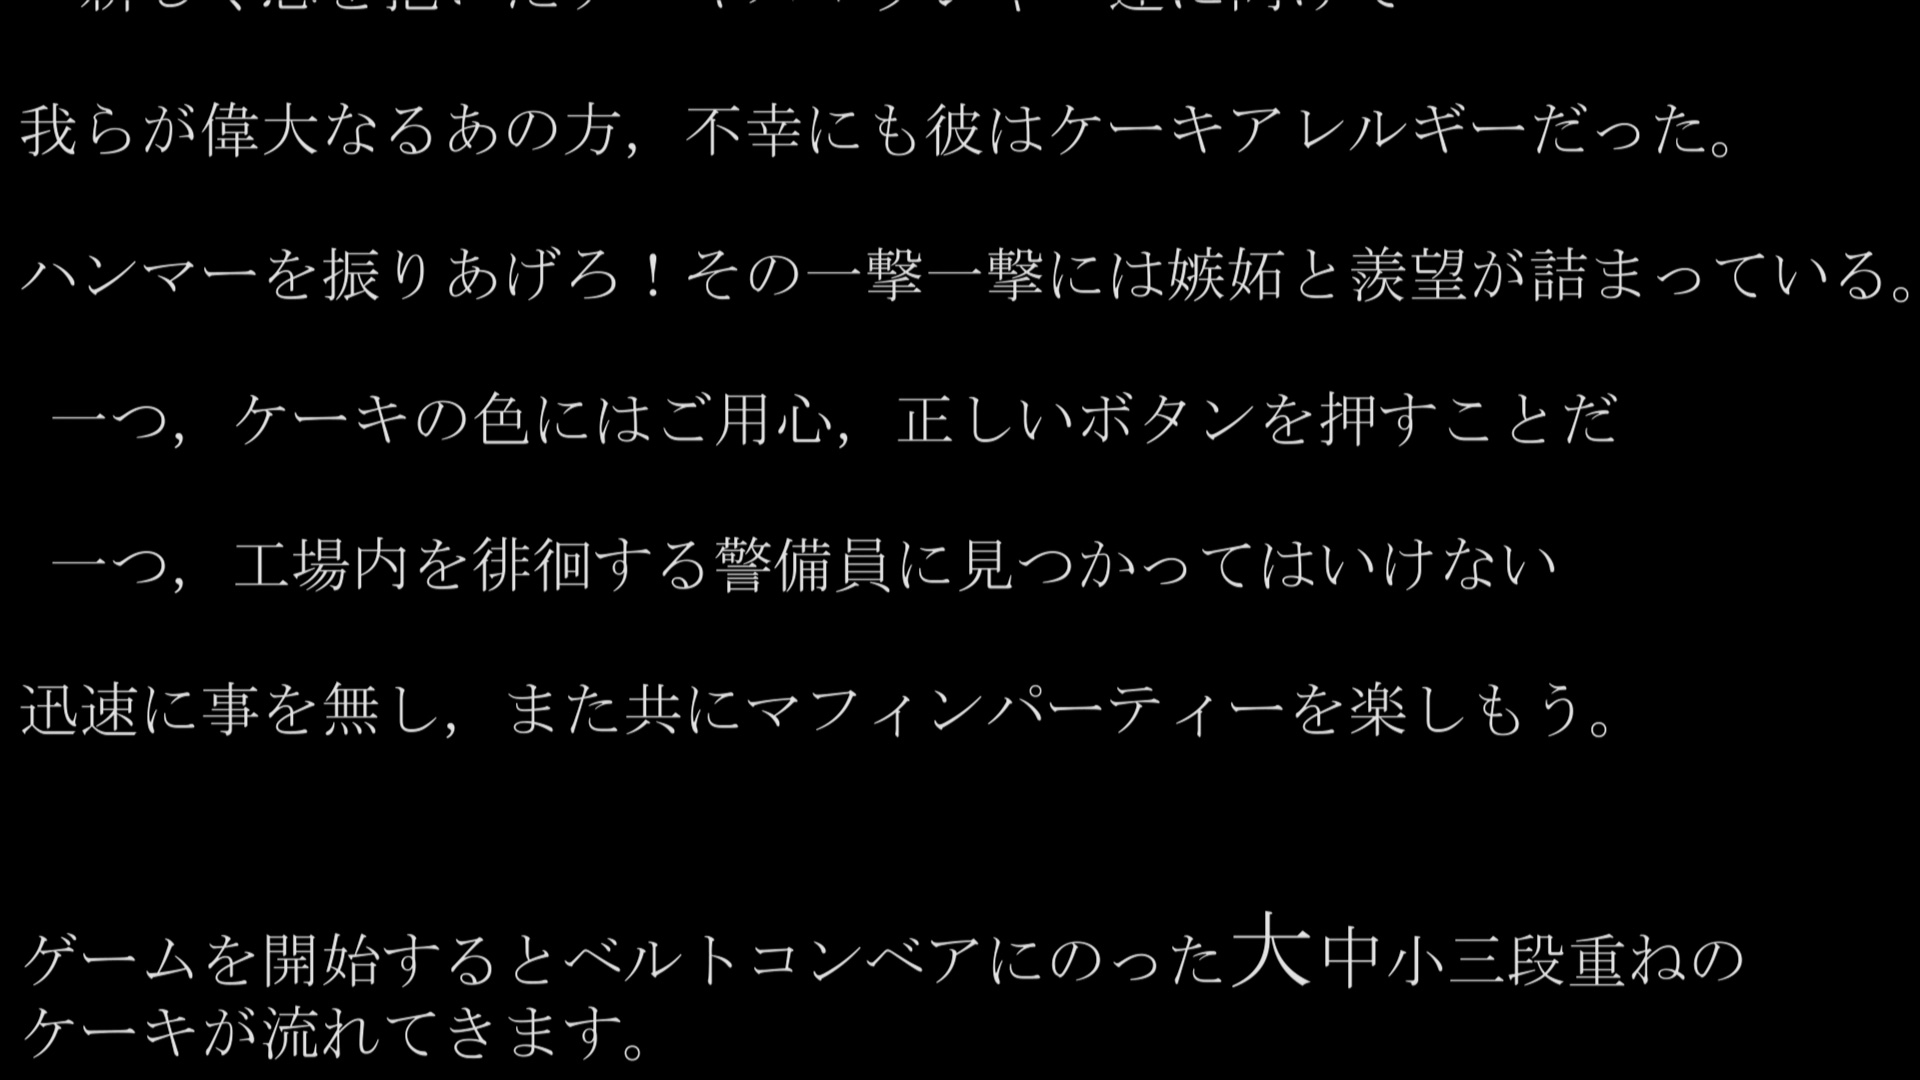 我らが偉大なるあの方，不幸にも彼はケーキアレルギーだった。
ハンマーを振りあげろ！その一撃一撃には嫉妬と羨望が詰まっている。
一つ，ケーキの色にはご用心，正しいボタンを押すことだ
一つ，工場内を徘徊する警備員に見つかってはいけない
迅速に事を無し，また共にマフィンパーティーを楽しもう。
ゲームを開始するとベルトコンベアにのった大中小三段重ねの
ケーキが流れてきます。